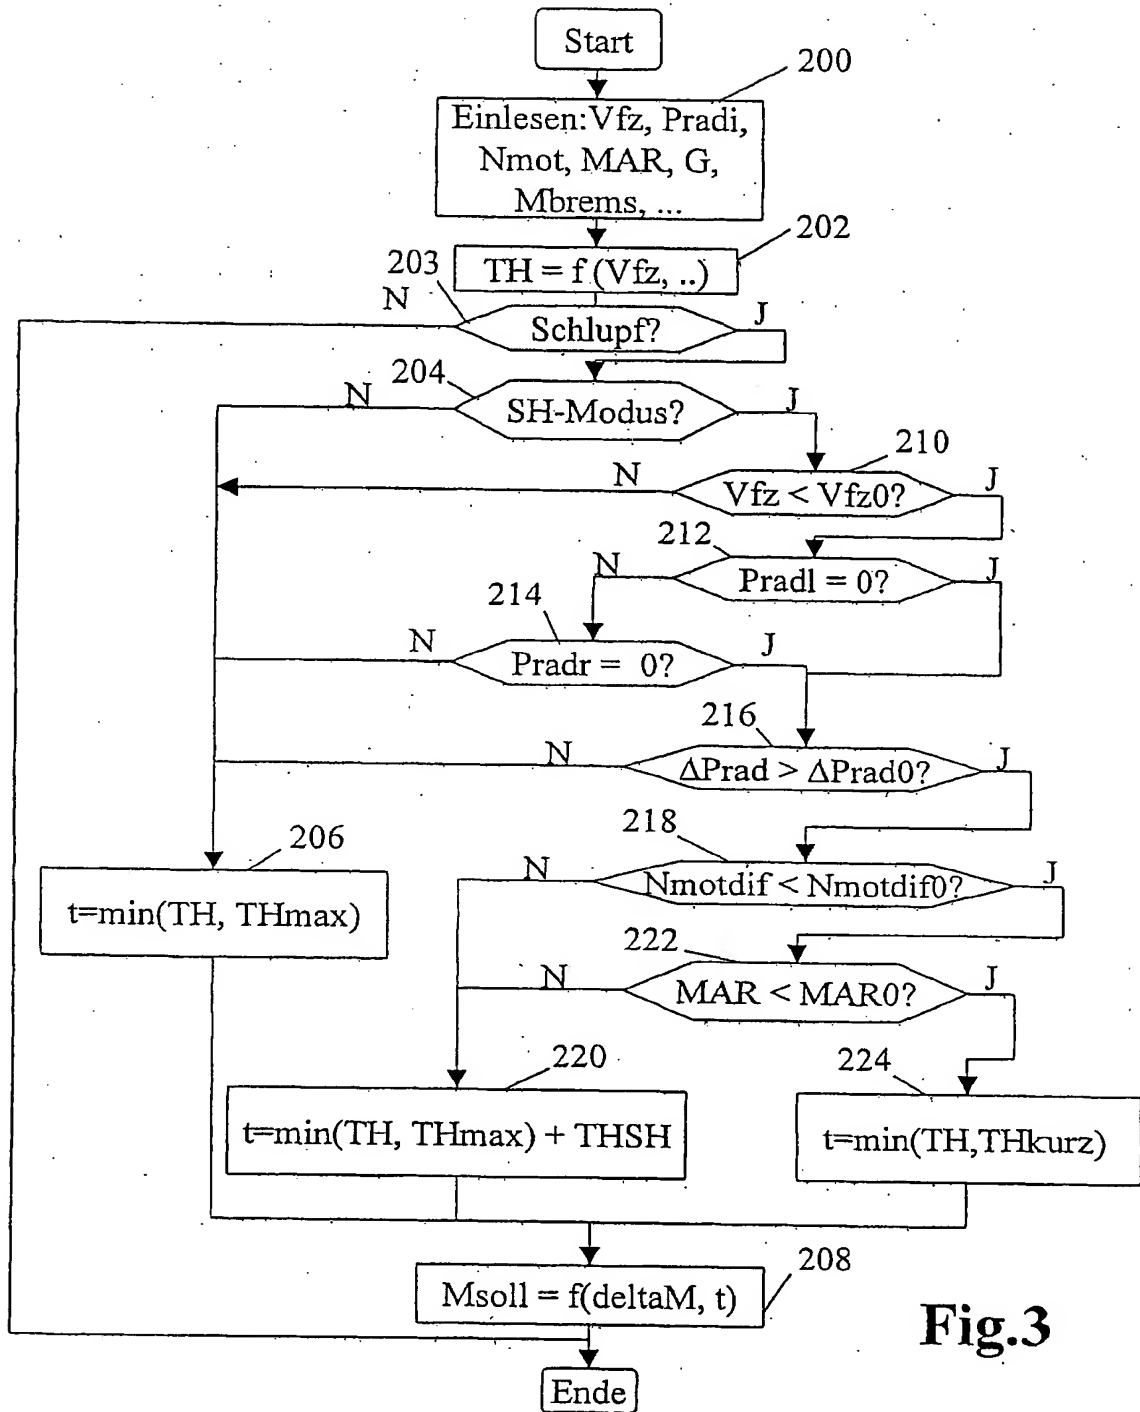 Start
200
Einlesen:Vfz, Pradi,
Nmot, MAR, G,
Mbrems, ...
202
TH = f (Vfz, ..)
203
N
Schlupf?
J
204
N
SH-Modus?
J
210
N
Vfz < Vfz0?
J
212
N
Pradl = 0?
J
214
N
Pradr = 0?
J
216
N
ΔPrad > ΔPrad0?
J
218
N
Nmotdif < Nmotdif0?
J
206
t=min(TH, THmax)
222
N
MAR < MAR0?
J
220
t=min(TH, THmax) + THSH
224
t=min(TH,THkurz)
208
Msoll = f(deltaM, t)
Fig.3
Ende